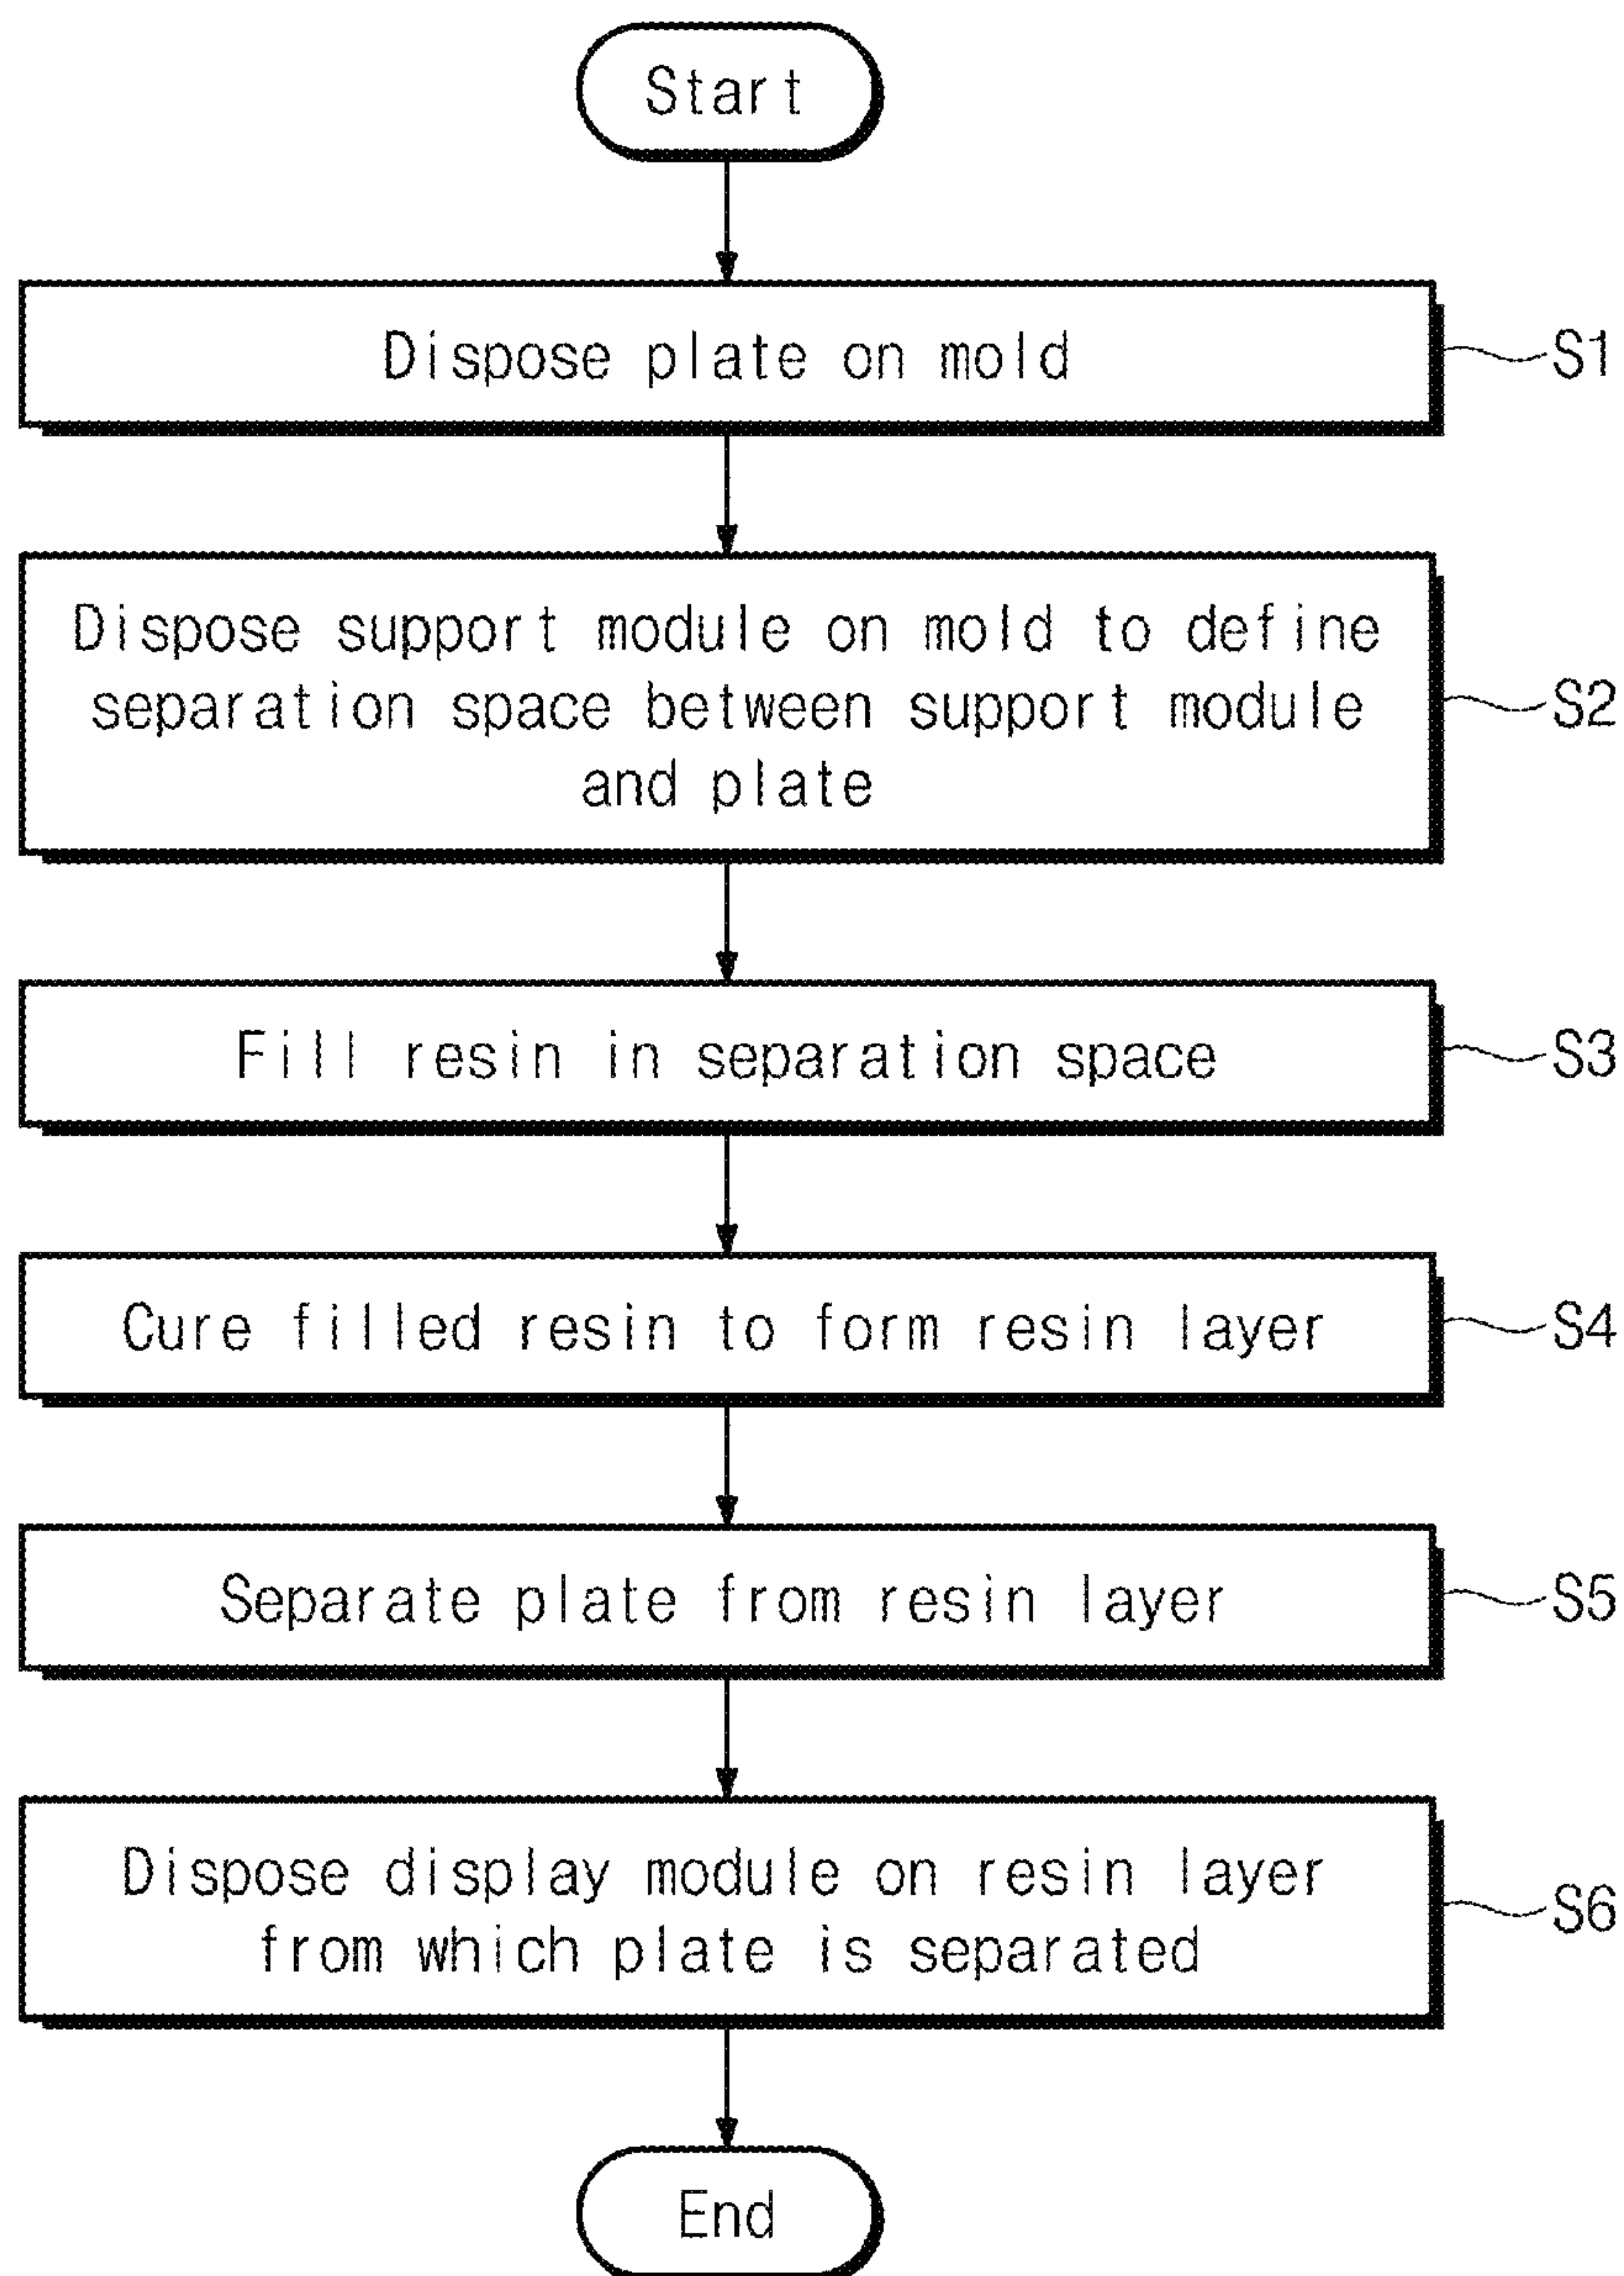 Start
Dispose plate on mold
S1
Dispose support module on mold to define
separation space between support module
and plate
S2
Fill resin in separation space
S3
Cure filled resin to form resin layer
S4
Separate plate from resin layer
S5
Dispose display module on resin layer
from which plate is separated
S6
End